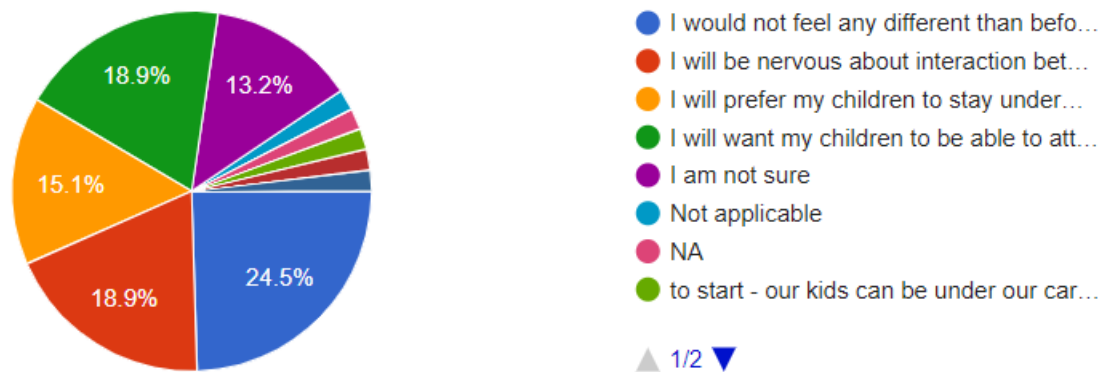 18.9%
13.2%
15.1%
18.9%
24.5%
I would not feel any different than befo...
I will be nervous about interaction bet...
I will prefer my children to stay under...
I will want my children to be able to att...
I am not sure
Not applicable
NA
to start - our kids can be under our car...
1/2